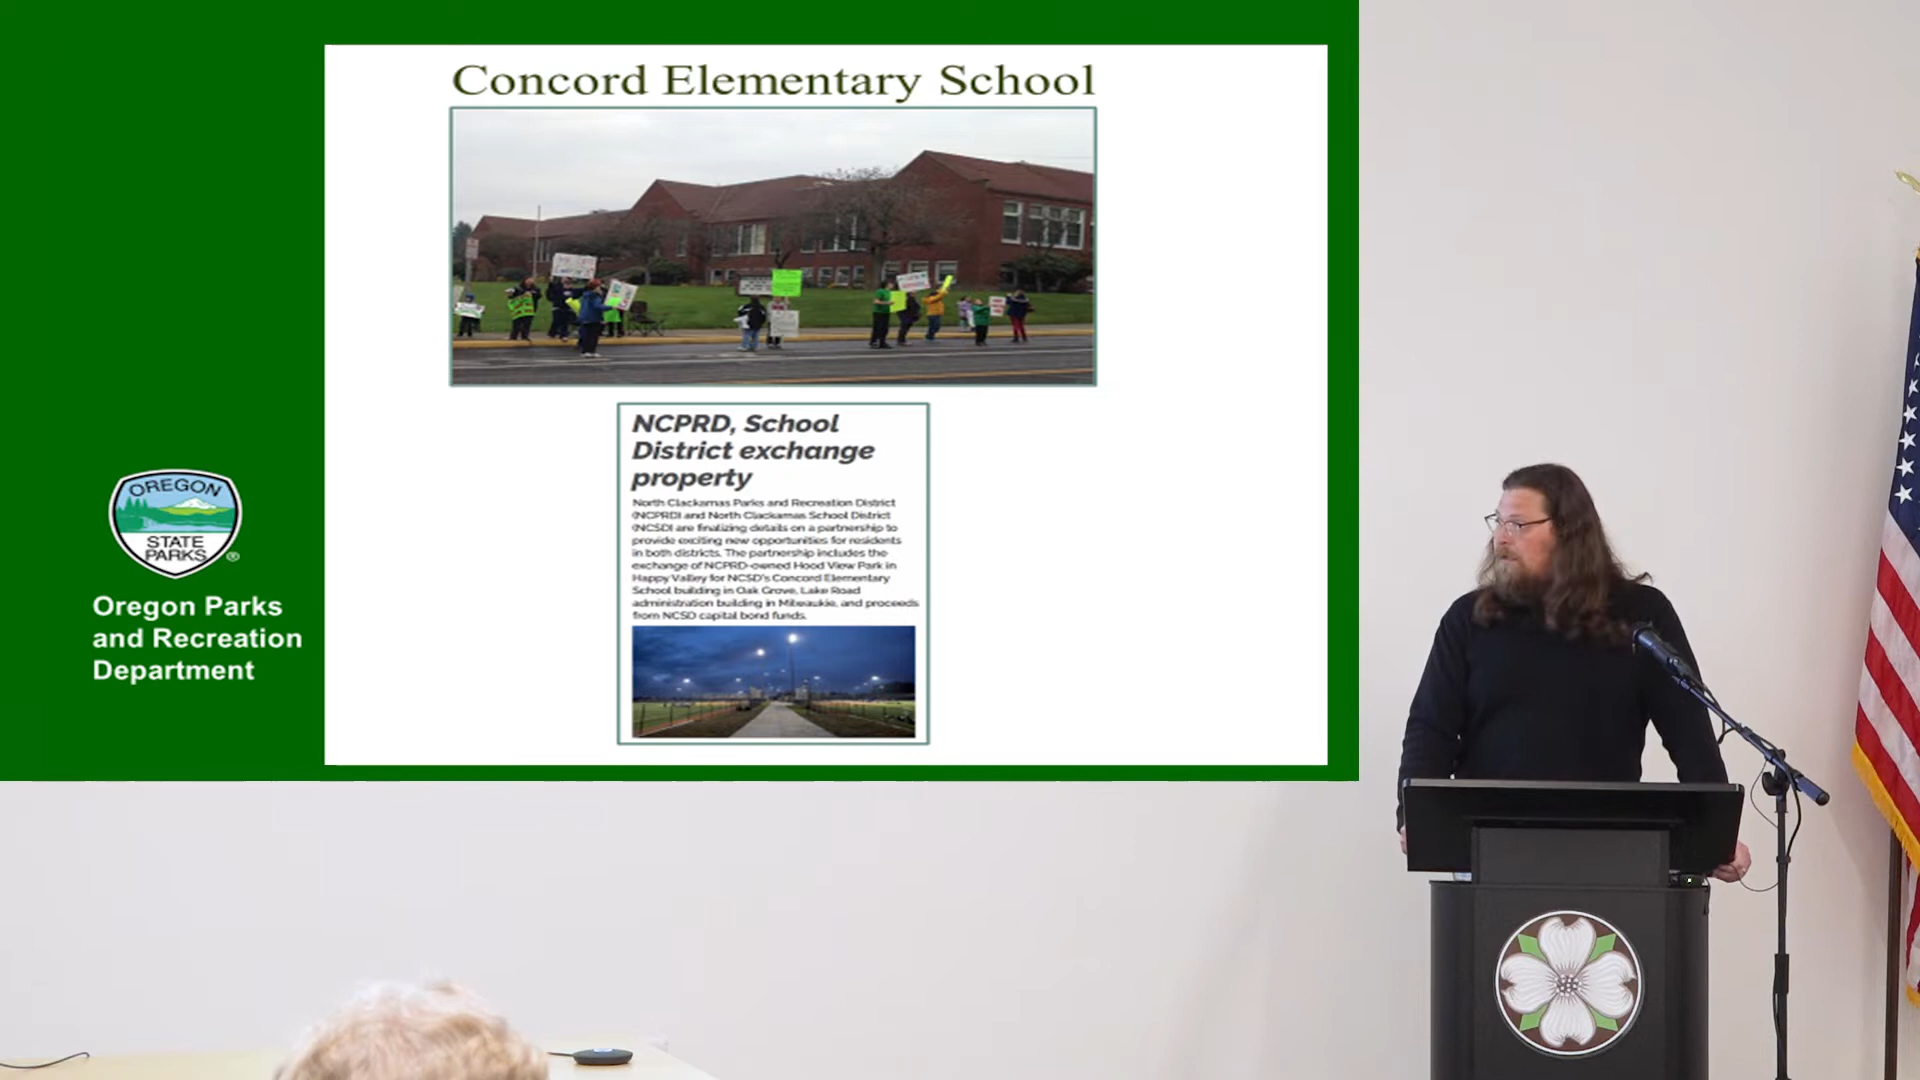 Concord Elementary School
NCPRD, School
District exchange
property
North Clackamas Parks and Recreation District
(NCPRD) and North Clackamas School District
(NCSD) are finalizing details on a partnership to
provide exciting new opportunities for residents
in both districts. The partnership includes the
exchange of NCPRD-owned Hood View Park in
Happy Valley for NCSD's Concord Elementary
School building in Oak Grove, Lake Road
administration building in Milwaukie, and proceeds
from NCSD capital bond funds.
OREGON
STATE
PARKS
®
Oregon Parks
and Recreation
Department